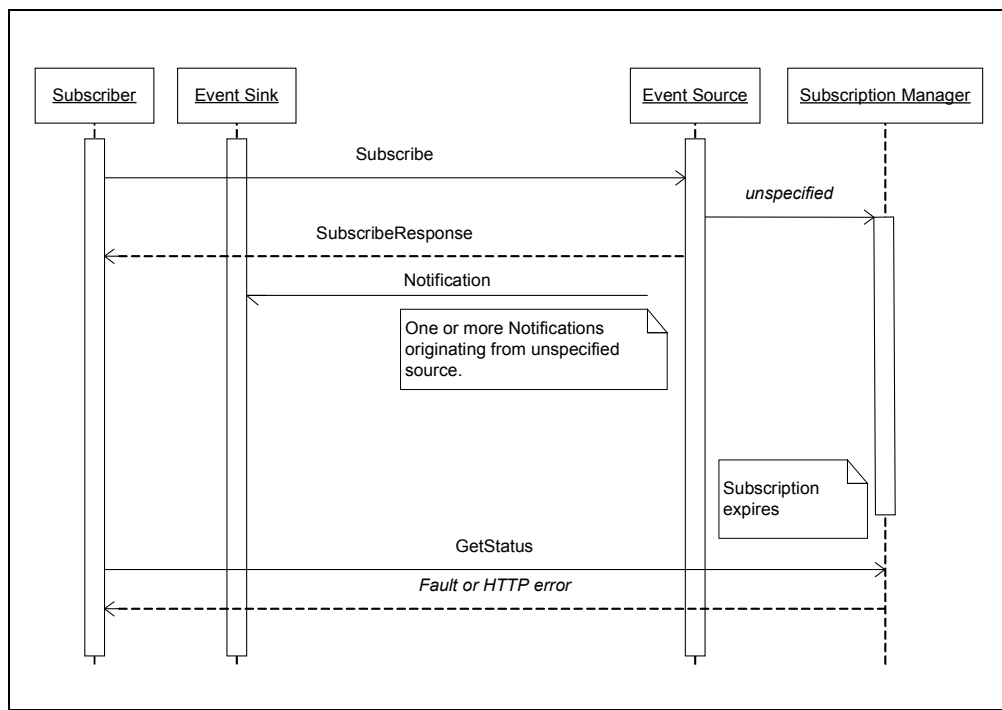 Subscriber
Event Sink
Event Source
Subscription Manager
Subscribe
unspecified
SubscribeResponse
Notification
One or more Notifications
originating from unspecified
source.
Subscription
expires
GetStatus
Fault or HTTP error